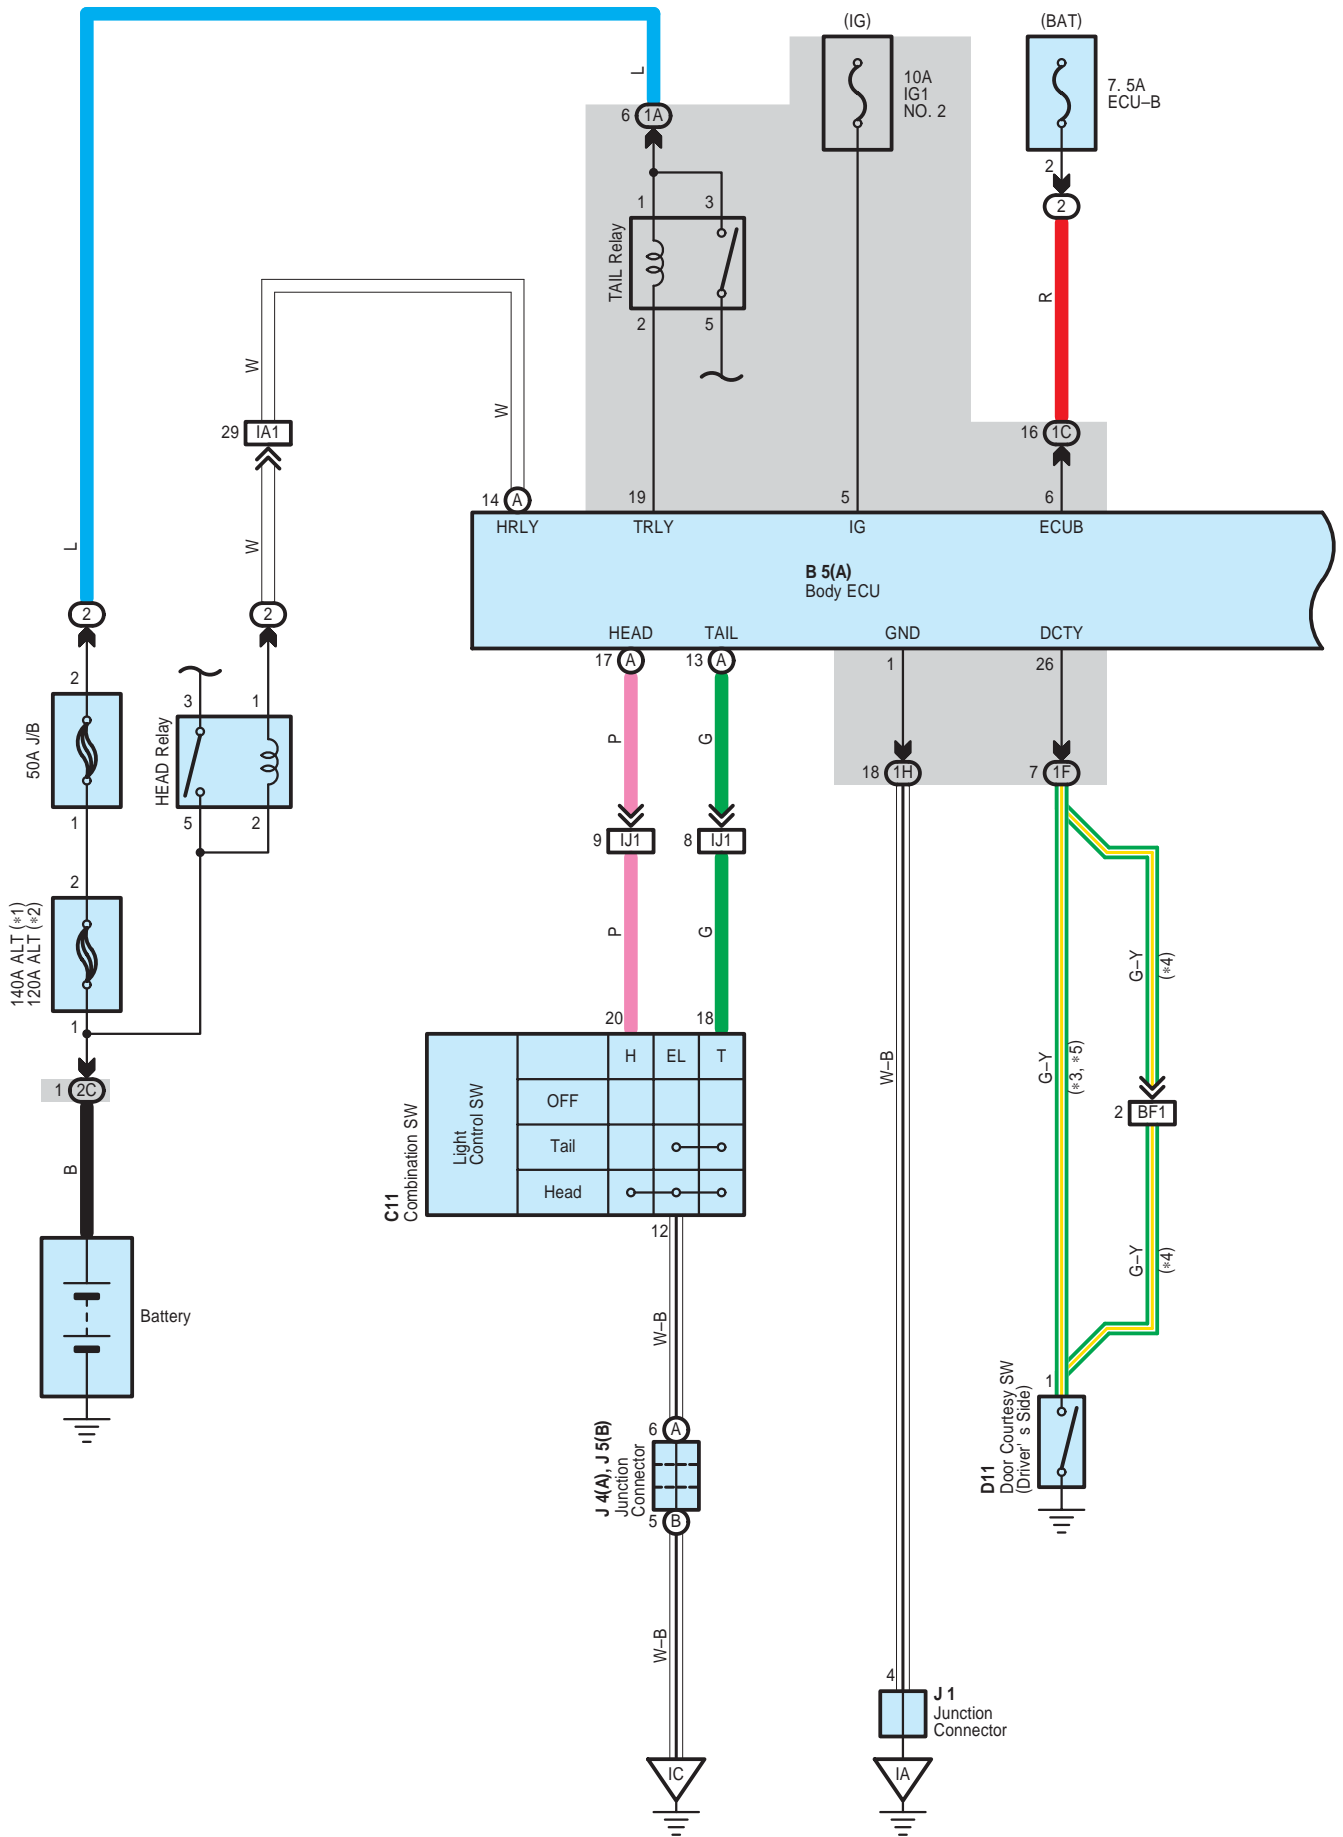 (IG)
(BAT)
10A
IG1
NO. 2
7. 5A
ECU–B
L
6 1A
2
2
1 3
TAIL Relay
2 5
R
W
W
29 IA1
16 1C
14 A
19
5
6
HRLY TRLY IG ECUB
B 5(A)
Body ECU
HEAD TAIL GND DCTY
L
W
2
2
17 A
13 A
1
26
2
3 1
50A J/B
HEAD Relay
1
5 2
P
G
18 1H
7 1F
9 IJ1
8 IJ1
2
140A ALT (*1)
120A ALT (*2)
1
P
G
G–Y
(*4)
20 18
1 2C
W–B
G–Y
(*3, *5)
2 BF1
C11
Combination SW
Light
Control SW
H EL T
OFF
Tail
Head
B
12
Battery
W–B
G–Y
(*4)
1
D11
Door Courtesy SW
(Driver' s Side)
6 A
J 4(A), J 5(B)
Junction
Connector
5 B
W–B
4
J 1
Junction
Connector
IC
IA